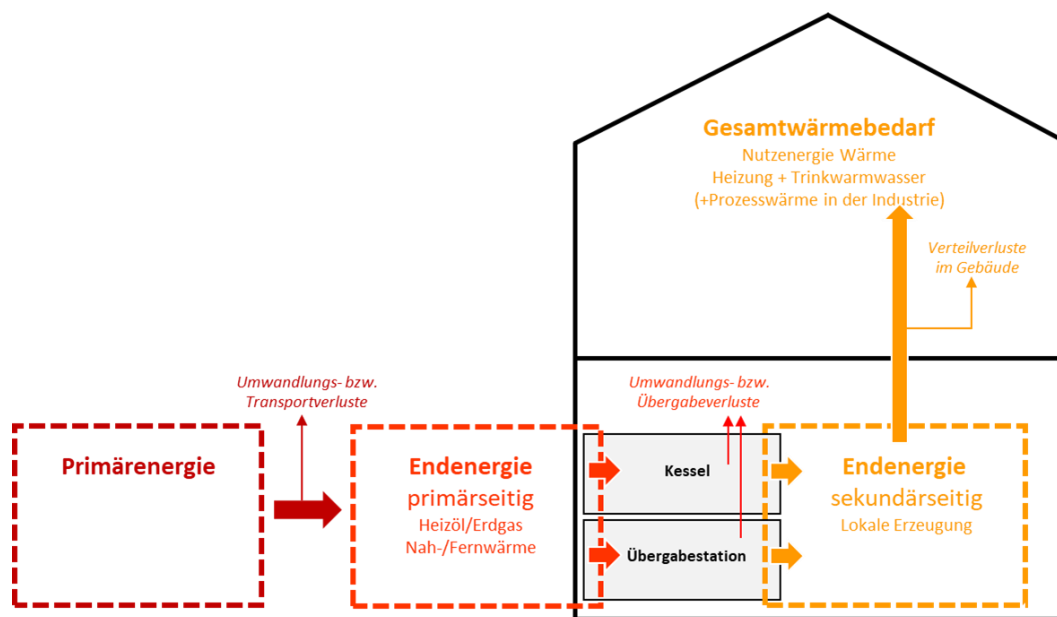 Gesamtwärmebedarf
Nutzenergie Wärme
Heizung + Trinkwarmwasser
(+Prozesswärme in der Industrie)
Verteilverluste
im Gebäude
Umwandlungs- bzw.
Transportverluste
Umwandlungs- bzw.
Übergabeverluste
Primärenergie
Endenergie
primärseitig
Heizöl/Erdgas
Nah-/Fernwärme
Kessel
Übergabestation
Endenergie
sekundärseitig
Lokale Erzeugung